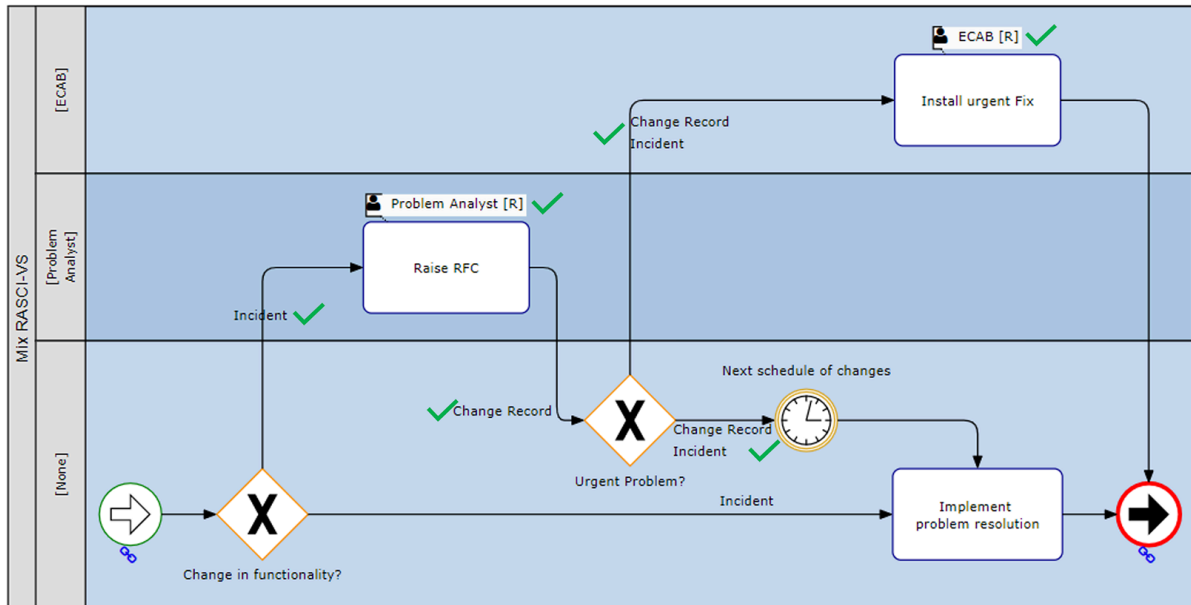 Mix RASCI-VS
[ECAB]
ECAB [R]
Install urgent Fix
Change Record
Incident
[Problem
Analyst]
Problem Analyst [R]
Raise RFC
Incident
[None]
Next schedule of changes
Change Record
X
Change Record
Incident
Urgent Problem?
X
Incident
Implement
problem resolution
Change in functionality?